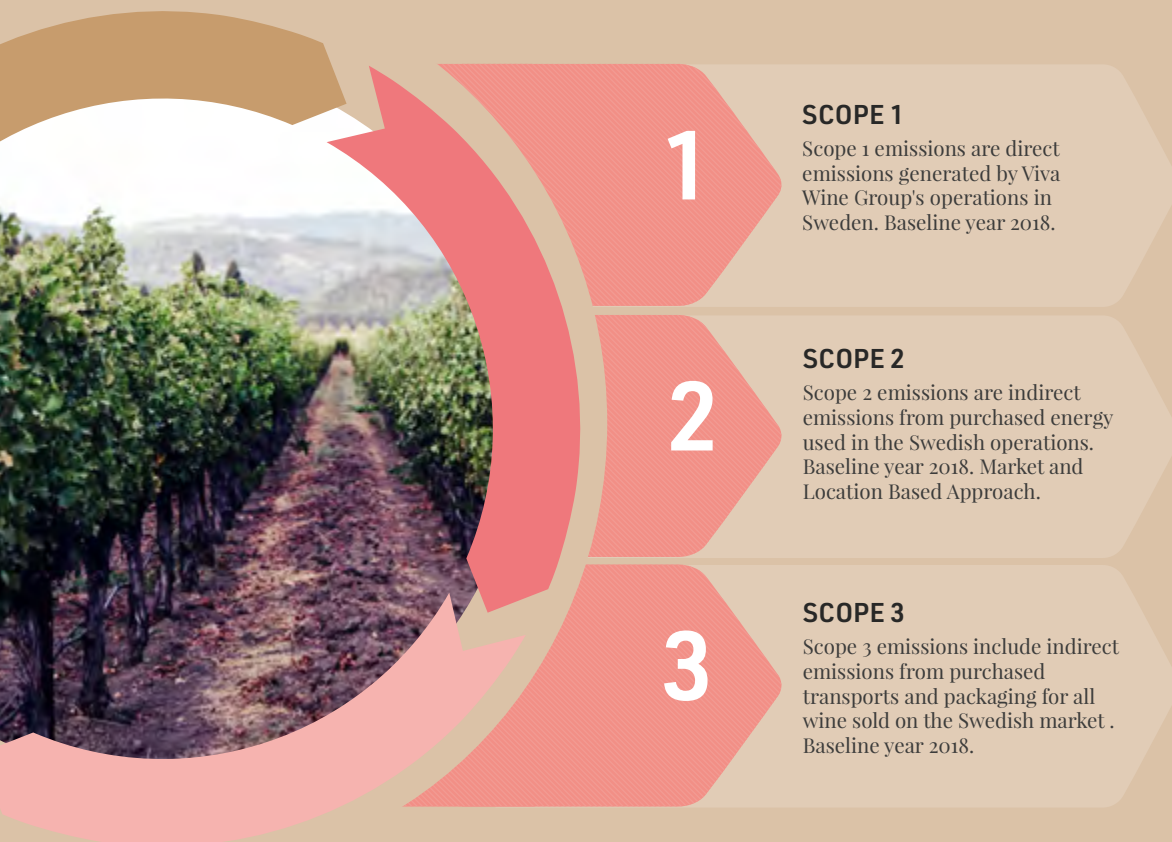 1
SCOPE 1
Scope 1 emissions are direct
emissions generated by Viva
Wine Group's operations in
Sweden. Baseline year 2018.
2
SCOPE 2
Scope 2 emissions are indirect
emissions from purchased energy
used in the Swedish operations.
Baseline year 2018. Market and
Location Based Approach.
3
SCOPE 3
Scope 3 emissions include indirect
emissions from purchased
transports and packaging for all
wine sold on the Swedish market .
Baseline year 2018.